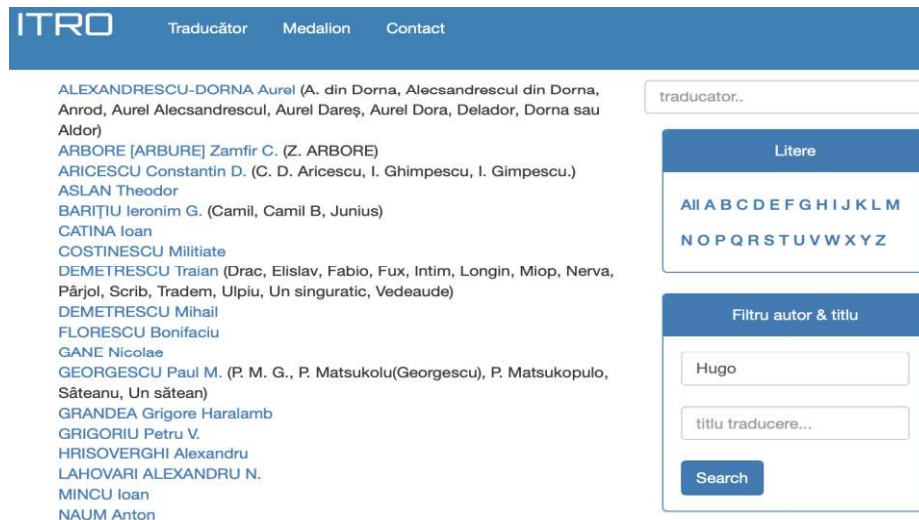 ITRO
Traducător Medalion Contact
ALEXANDRESCU-DORNA Aurel (A. din Dorna, Alecsandrescul din Dorna,
Anrod, Aurel Alecsandrescul, Aurel Dareș, Aurel Dora, Delador, Dorna sau
Aldor)
ARBORE [ARBURE] Zamfir C. (Z. ARBORE)
ARICESCU Constantin D. (C. D. Aricescu, I. Ghimpescu, I. Gimpescu.)
ASLAN Theodor
BARIȚIU Ieronim G. (Camil, Camil B, Junius)
CATINA Ioan
COSTINESCU Militiate
DEMETRESCU Traian (Drac, Elislav, Fabio, Fux, Intim, Longin, Miop, Nerva,
Pârjol, Scrib, Tradem, Ulpiu, Un singuratic, Vedeaude)
DEMETRESCU Mihail
FLORESCU Bonifaciu
GANE Nicolae
GEORGESCU Paul M. (P. M. G., P. Matsukolu(Georgescu), P. Matsukopulo,
Sâteanu, Un sătean)
GRANDEA Grigore Haralamb
GRIGORIU Petru V.
HRISOVERGHI Alexandru
LAHOVARI ALEXANDRU N.
MINCU Ioan
NAUM Anton
traducator..
Litere
All A B C D E F G H I J K L M
N O P Q R S T U V W X Y Z
Filtru autor & titlu
Hugo
titlu traducere...
Search